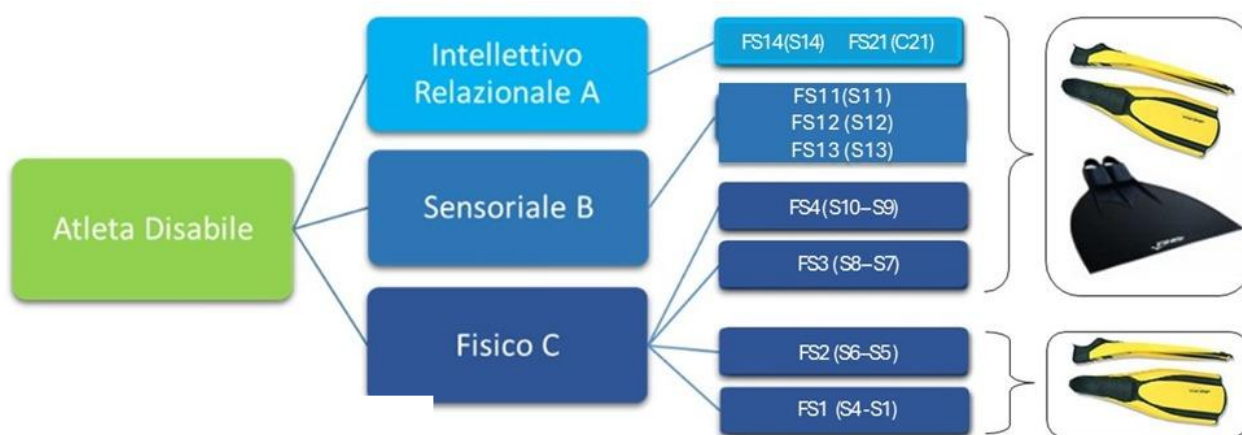 Atleta Disabile
Intellettivo
Relazionale A
Sensoriale B
Fisico C
FS14(S14) FS21(C21)
FS11(S11)
FS12 (S12)
FS13 (S13)
FS4(S10–S9)
FS3 (S8–S7)
FS2 (S6–S5)
FS1 (S4-S1)